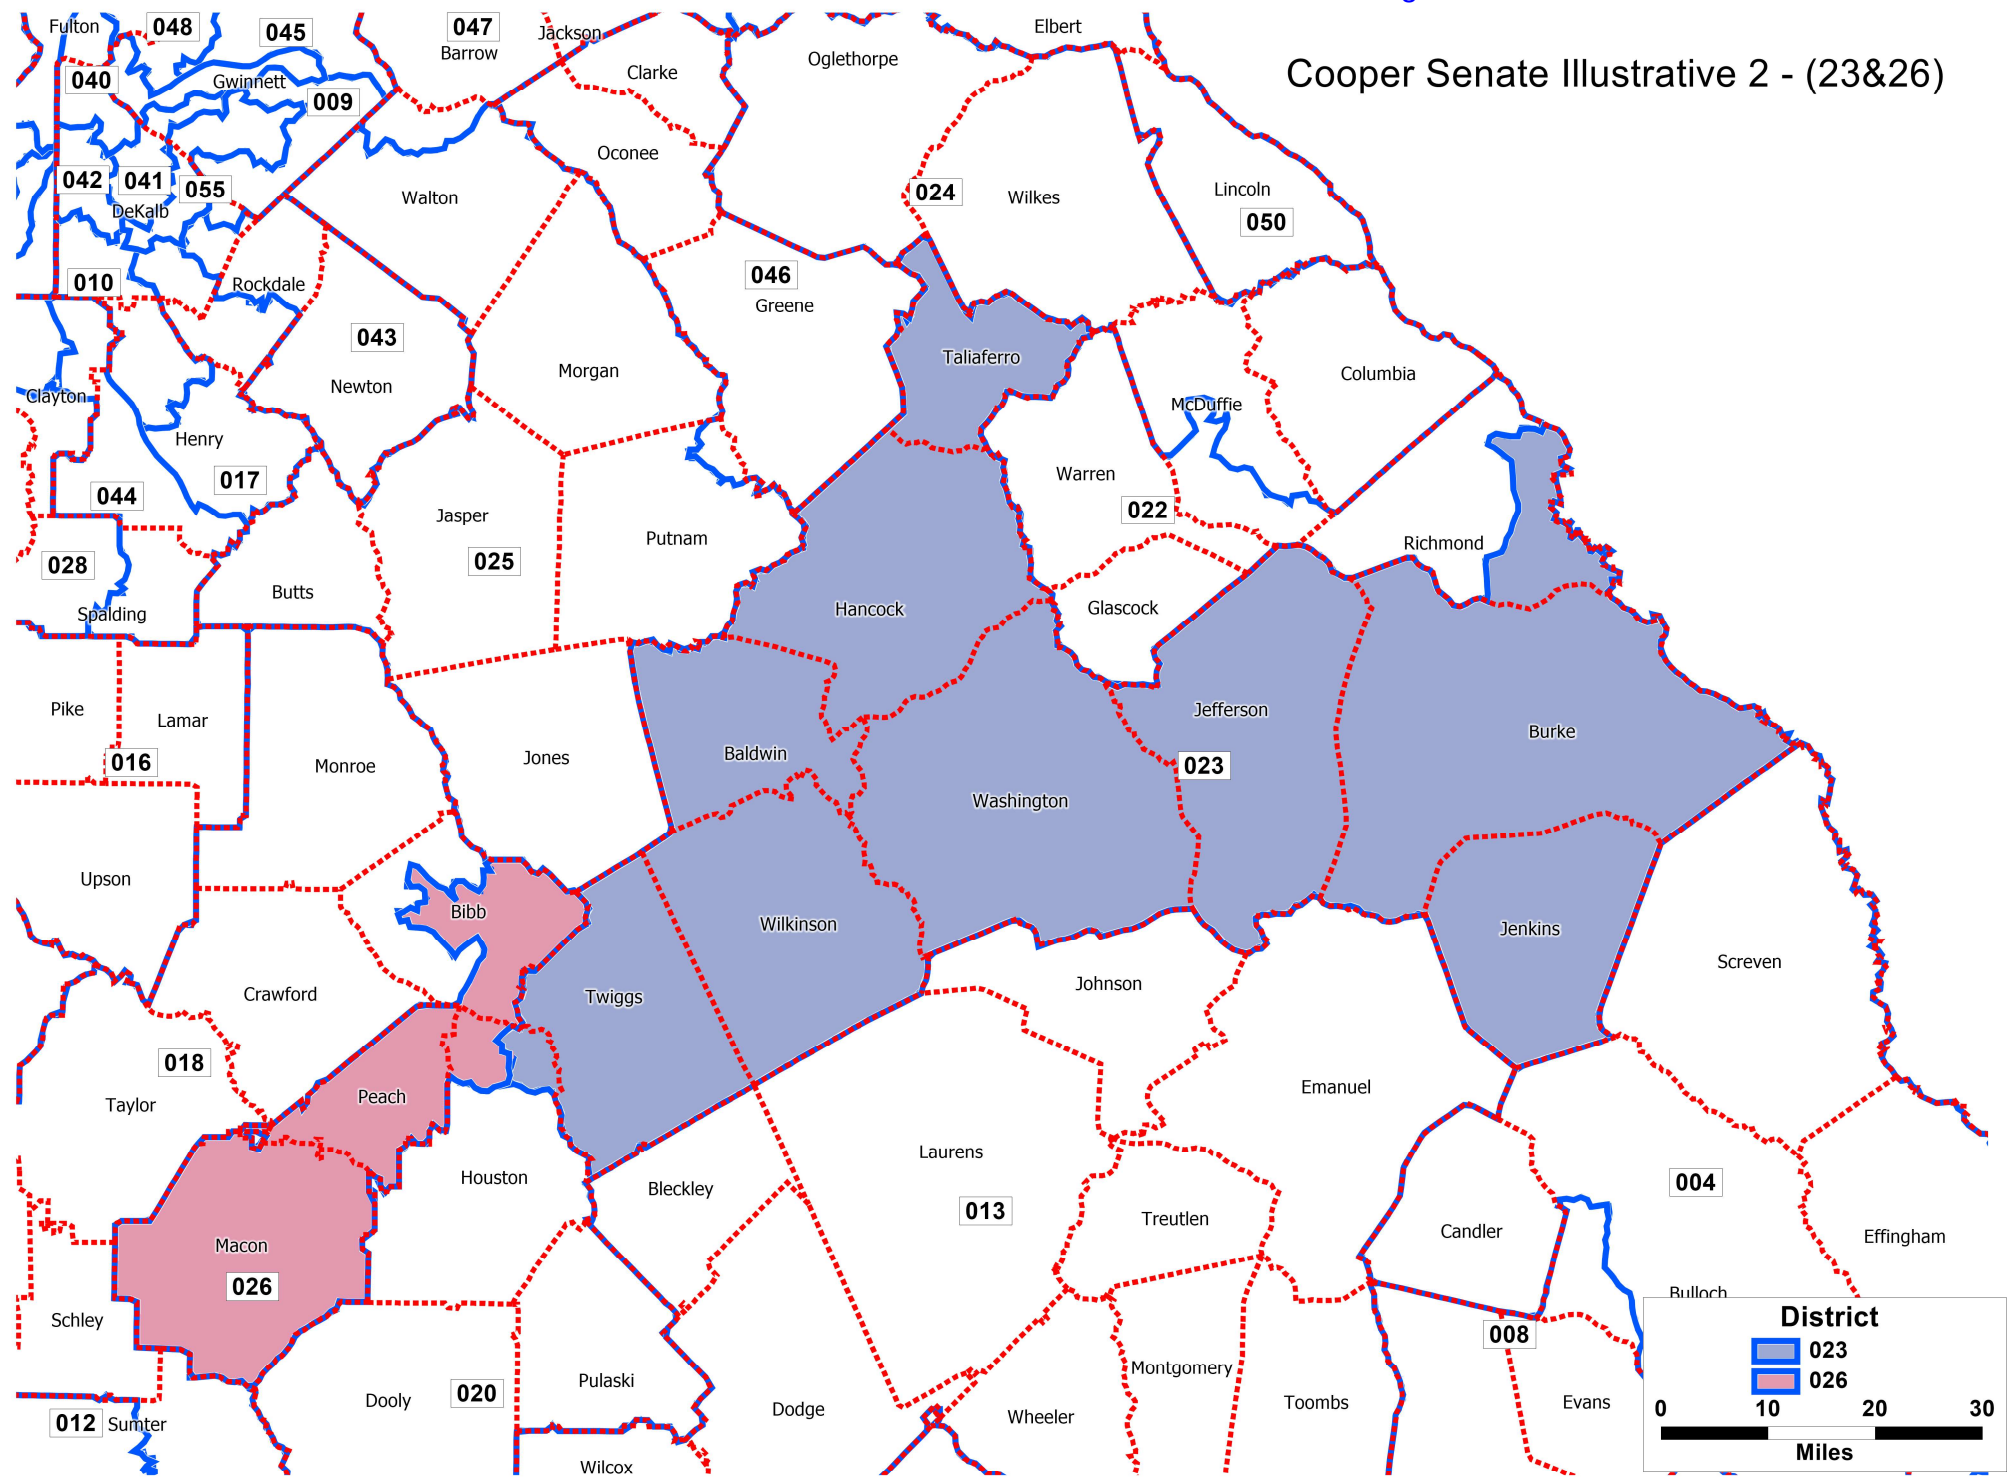 Fulton
048
045
047
Barrow
Jackson
Elbert
Oglethorpe
Cooper Senate Illustrative 2 - (23&26)
040
Gwinnett
009
Clarke
042
041
055
DeKalb
Oconee
Walton
024
Wilkes
Lincoln
050
010
Rockdale
046
Greene
043
Newton
Morgan
Taliaferro
Columbia
Clayton
McDuffie
Henry
017
044
Jasper
025
Putnam
Warren
022
Richmond
028
Spalding
Butts
Hancock
Glascock
Pike
Lamar
016
Monroe
Jones
Baldwin
Jefferson
023
Burke
Washington
Upson
Bibb
Wilkinson
Jenkins
Screven
Crawford
Twiggs
Johnson
018
Taylor
Peach
Emanuel
Houston
Bleckley
Laurens
013
Treutlen
004
Candler
Effingham
Macon
026
Schley
Bulloch
008
Montgomery
Pulaski
Dooly
020
Dodge
Wheeler
Toombs
Evans
012
Sumter
Wilcox
District
023
026
0 10 20 30
Miles